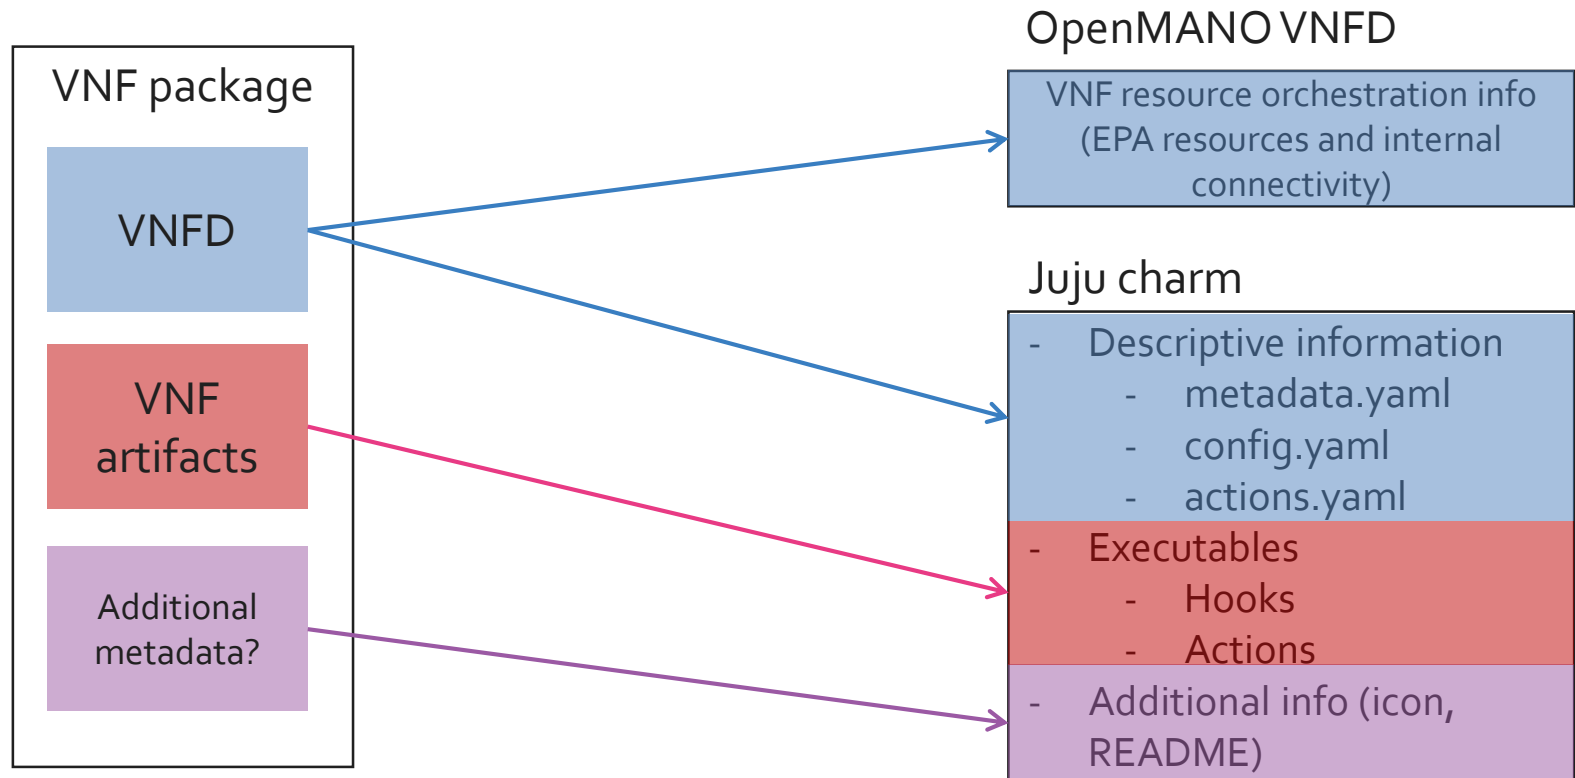 VNF package
VNFD
VNF
artifacts
Additional
metadata?
OpenMANO VNFD
VNF resource orchestration info
(EPA resources and internal
connectivity)
Juju charm
- Descriptive information
- metadata.yaml
- config.yaml
- actions.yaml
- Executables
- Hooks
- Actions
- Additional info (icon,
README)